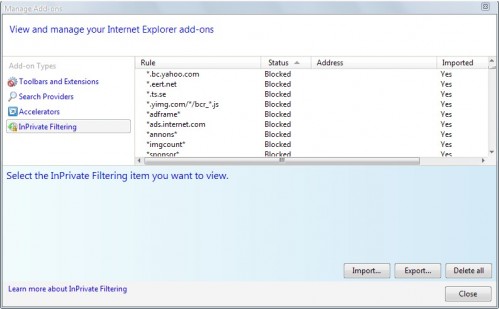 Manage Add-ons
View and manage your Internet Explorer add-ons
Add-on Types
Toolbars and Extensions
Search Providers
Accelerators
InPrivate Filtering
Rule Status Address Imported
*.bc.yahoo.com Blocked Yes
*.eert.net Blocked Yes
*.ts.se Blocked Yes
*.yimg.com/*/bcr_*.js Blocked Yes
*adframe* Blocked Yes
*ads.internet.com Blocked Yes
*annons* Blocked Yes
*imgcount* Blocked Yes
*sponsor* Blocked Yes
Select the InPrivate Filtering item you want to view.
Import... Export... Delete all
Learn more about InPrivate Filtering
Close